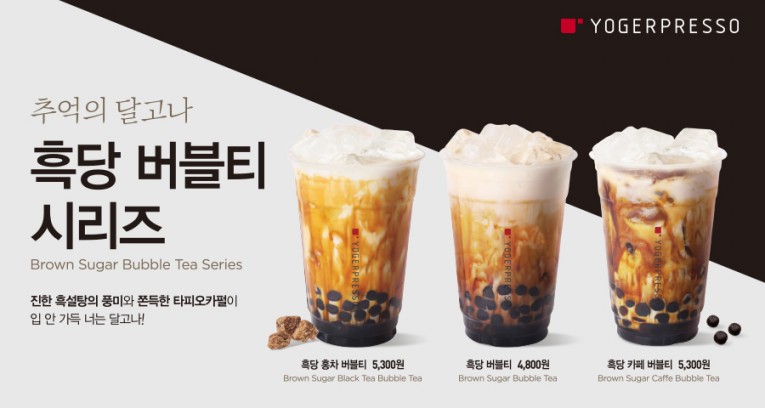 YOGERPRESSO
추억의 달고나
흑당 버블티
시리즈
Brown Sugar Bubble Tea Series
진한 흑설탕의 풍미와 쫀득한 타피오카펄이
입 안 가득 너는 달고나!
YOGERPRESSO
YOGERPRESSO
YOGERPRESSO
흑당 홍차 버블티 5,300원
Brown Sugar Black Tea Bubble Tea
흑당 버블티 4,800원
Brown Sugar Bubble Tea
흑당 카페 버블티 5,300원
Brown Sugar Caffe Bubble Tea